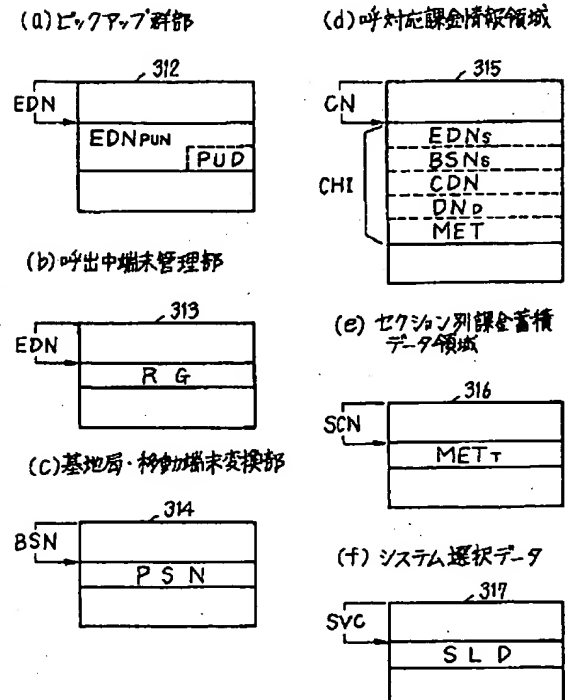 (a) ピックアップ群部
312
EDN
EDNPUN
PUD
(b) 呼出中端末管理部
313
EDN
R G
(c) 基地局・移動端末変換部
314
BSN
P S N
(d) 呼対応課金情報領域
315
CN
CHI
EDNs
BSNs
CDN
DND
MET
(e) セクション別課金蓄積
データ領域
316
SCN
METT
(f) システム選択データ
317
SVC
S L D